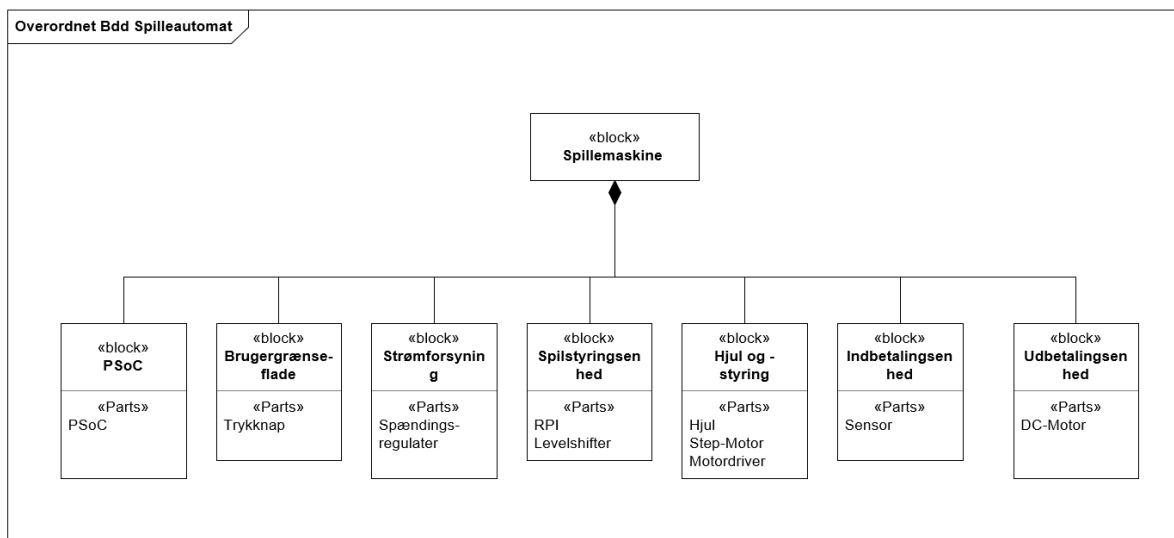 Overordnet Bdd Spilleautomat
«block»
Spillemaskine
«block»
PSoC
«Parts»
PSoC
«block»
Brugergrænse-
flade
«Parts»
Trykknap
«block»
Strømforsynin
g
«Parts»
Spændings-
regulater
«block»
Spilstyringsen
hed
«Parts»
RPI
Levelshifter
«block»
Hjul og -
styring
«Parts»
Hjul
Step-Motor
Motordriver
«block»
Indbetalingsen
hed
«Parts»
Sensor
«block»
Udbetalingsen
hed
«Parts»
DC-Motor